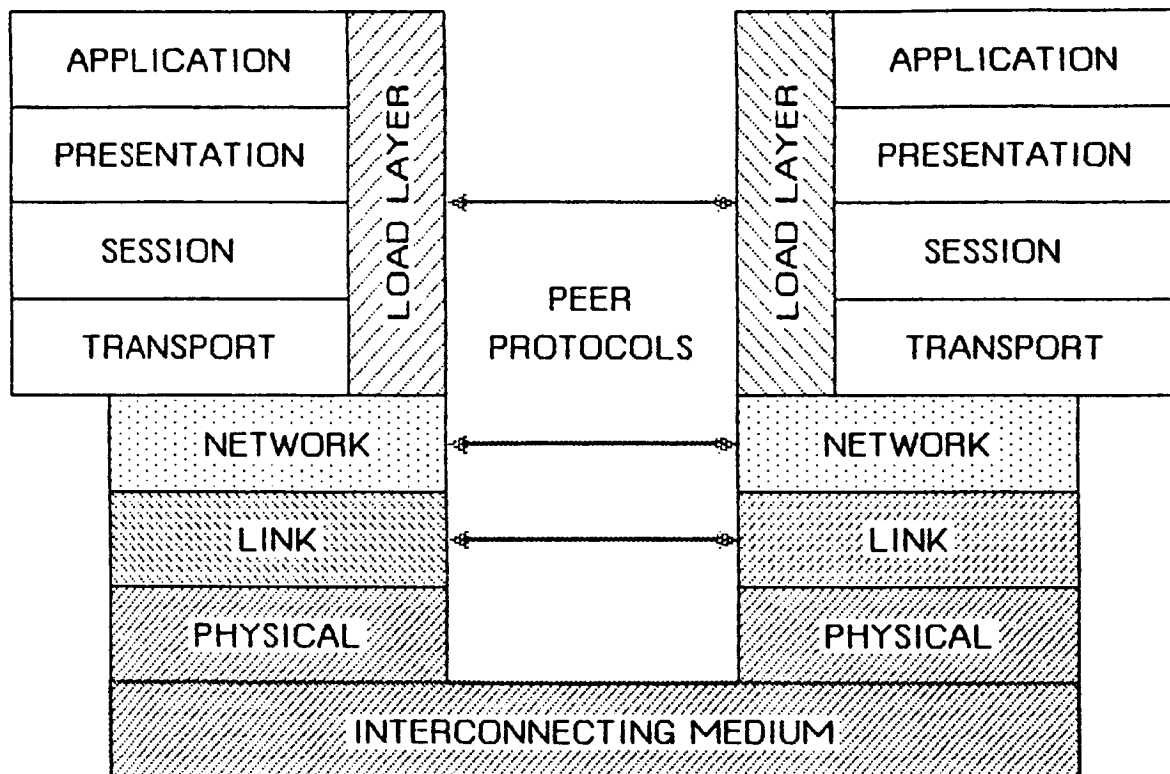 APPLICATION
PRESENTATION
SESSION
TRANSPORT
LOAD LAYER
NETWORK
LINK
PHYSICAL
PEER
PROTOCOLS
LOAD LAYER
APPLICATION
PRESENTATION
SESSION
TRANSPORT
NETWORK
LINK
PHYSICAL
INTERCONNECTING MEDIUM